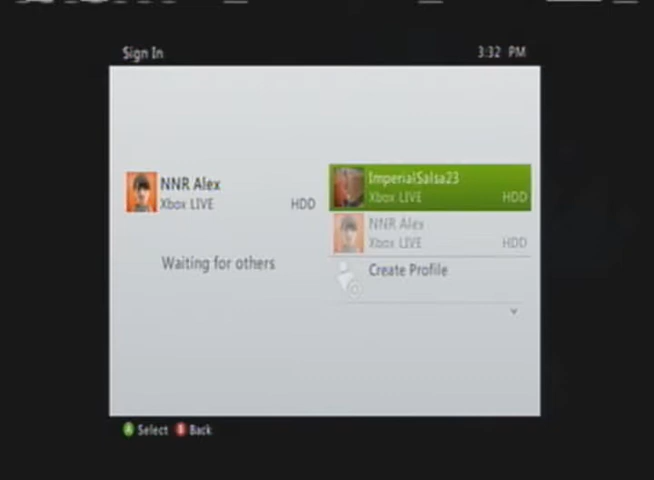 Sign In
3:32 PM
NNR Alex
Xbox LIVE HDD
Waiting for others
ImperialSalsa23
Xbox LIVE HDD
NNR Alex
Xbox LIVE HDD
Create Profile
A Select B Back